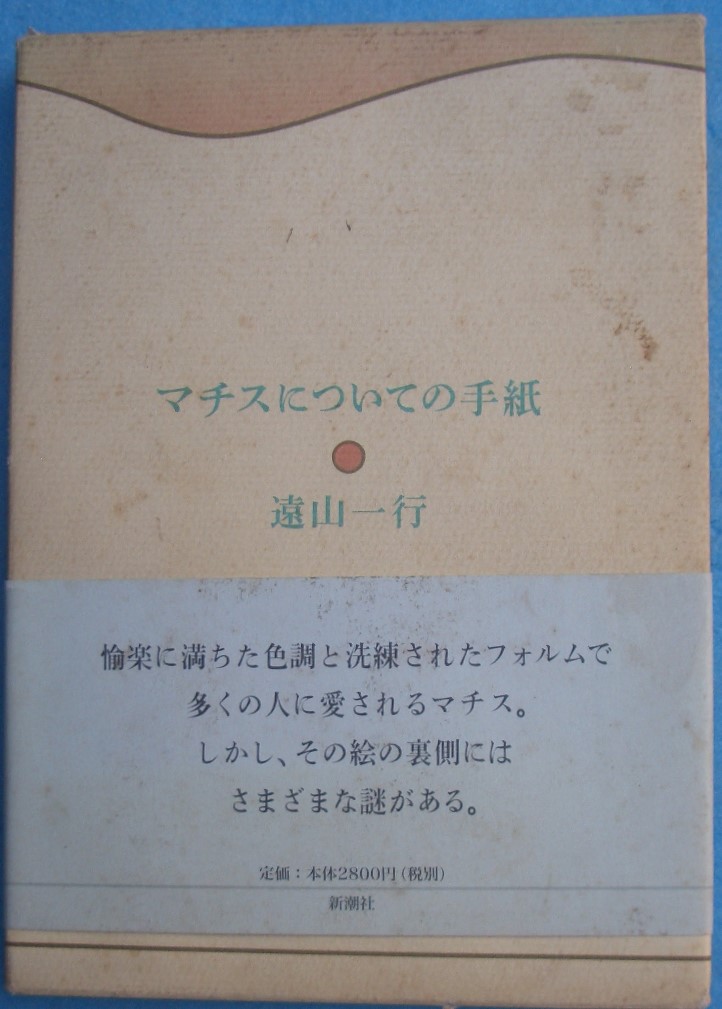 マチスについての手紙
遠山一行
愉楽に満ちた色調と洗練されたフォルムで
多くの人に愛されるマチス。
しかし、その絵の裏側には
さまざまな謎がある。
定価：本体2800円（税別）
新潮社